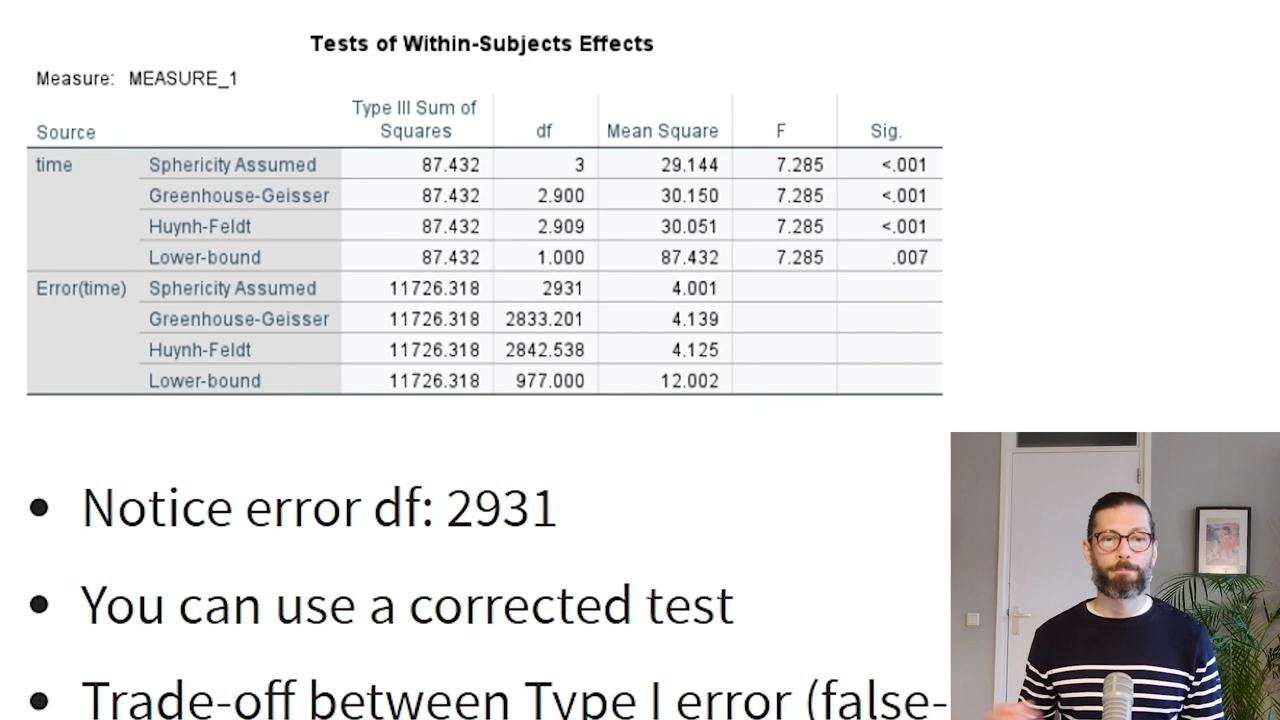 Tests of Within-Subjects Effects
Measure: MEASURE_1
Source Type III Sum of Squares df Mean Square F Sig.
time Sphericity Assumed 87.432 3 29.144 7.285 <.001
Greenhouse-Geisser 87.432 2.900 30.150 7.285 <.001
Huynh-Feldt 87.432 2.909 30.051 7.285 <.001
Lower-bound 87.432 1.000 87.432 7.285 .007
Error(time) Sphericity Assumed 11726.318 2931 4.001
Greenhouse-Geisser 11726.318 2833.201 4.139
Huynh-Feldt 11726.318 2842.538 4.125
Lower-bound 11726.318 977.000 12.002
• Notice error df: 2931
• You can use a corrected test
• Trade-off between Type I error (false-